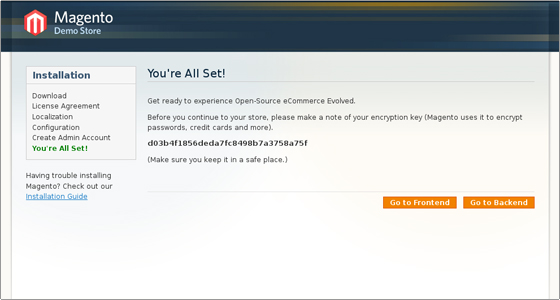 Magento
Demo Store
Installation
Download
License Agreement
Localization
Configuration
Create Admin Account
You're All Set!
Having trouble installing
Magento? Check out our
Installation Guide
You're All Set!
Get ready to experience Open-Source eCommerce Evolved.
Before you continue to your store, please make a note of your encryption key (Magento uses it to encrypt
passwords, credit cards and more).
d03b4f1856deda7fc8498b7a3758a75f
(Make sure you keep it in a safe place.)
Go to Frontend
Go to Backend